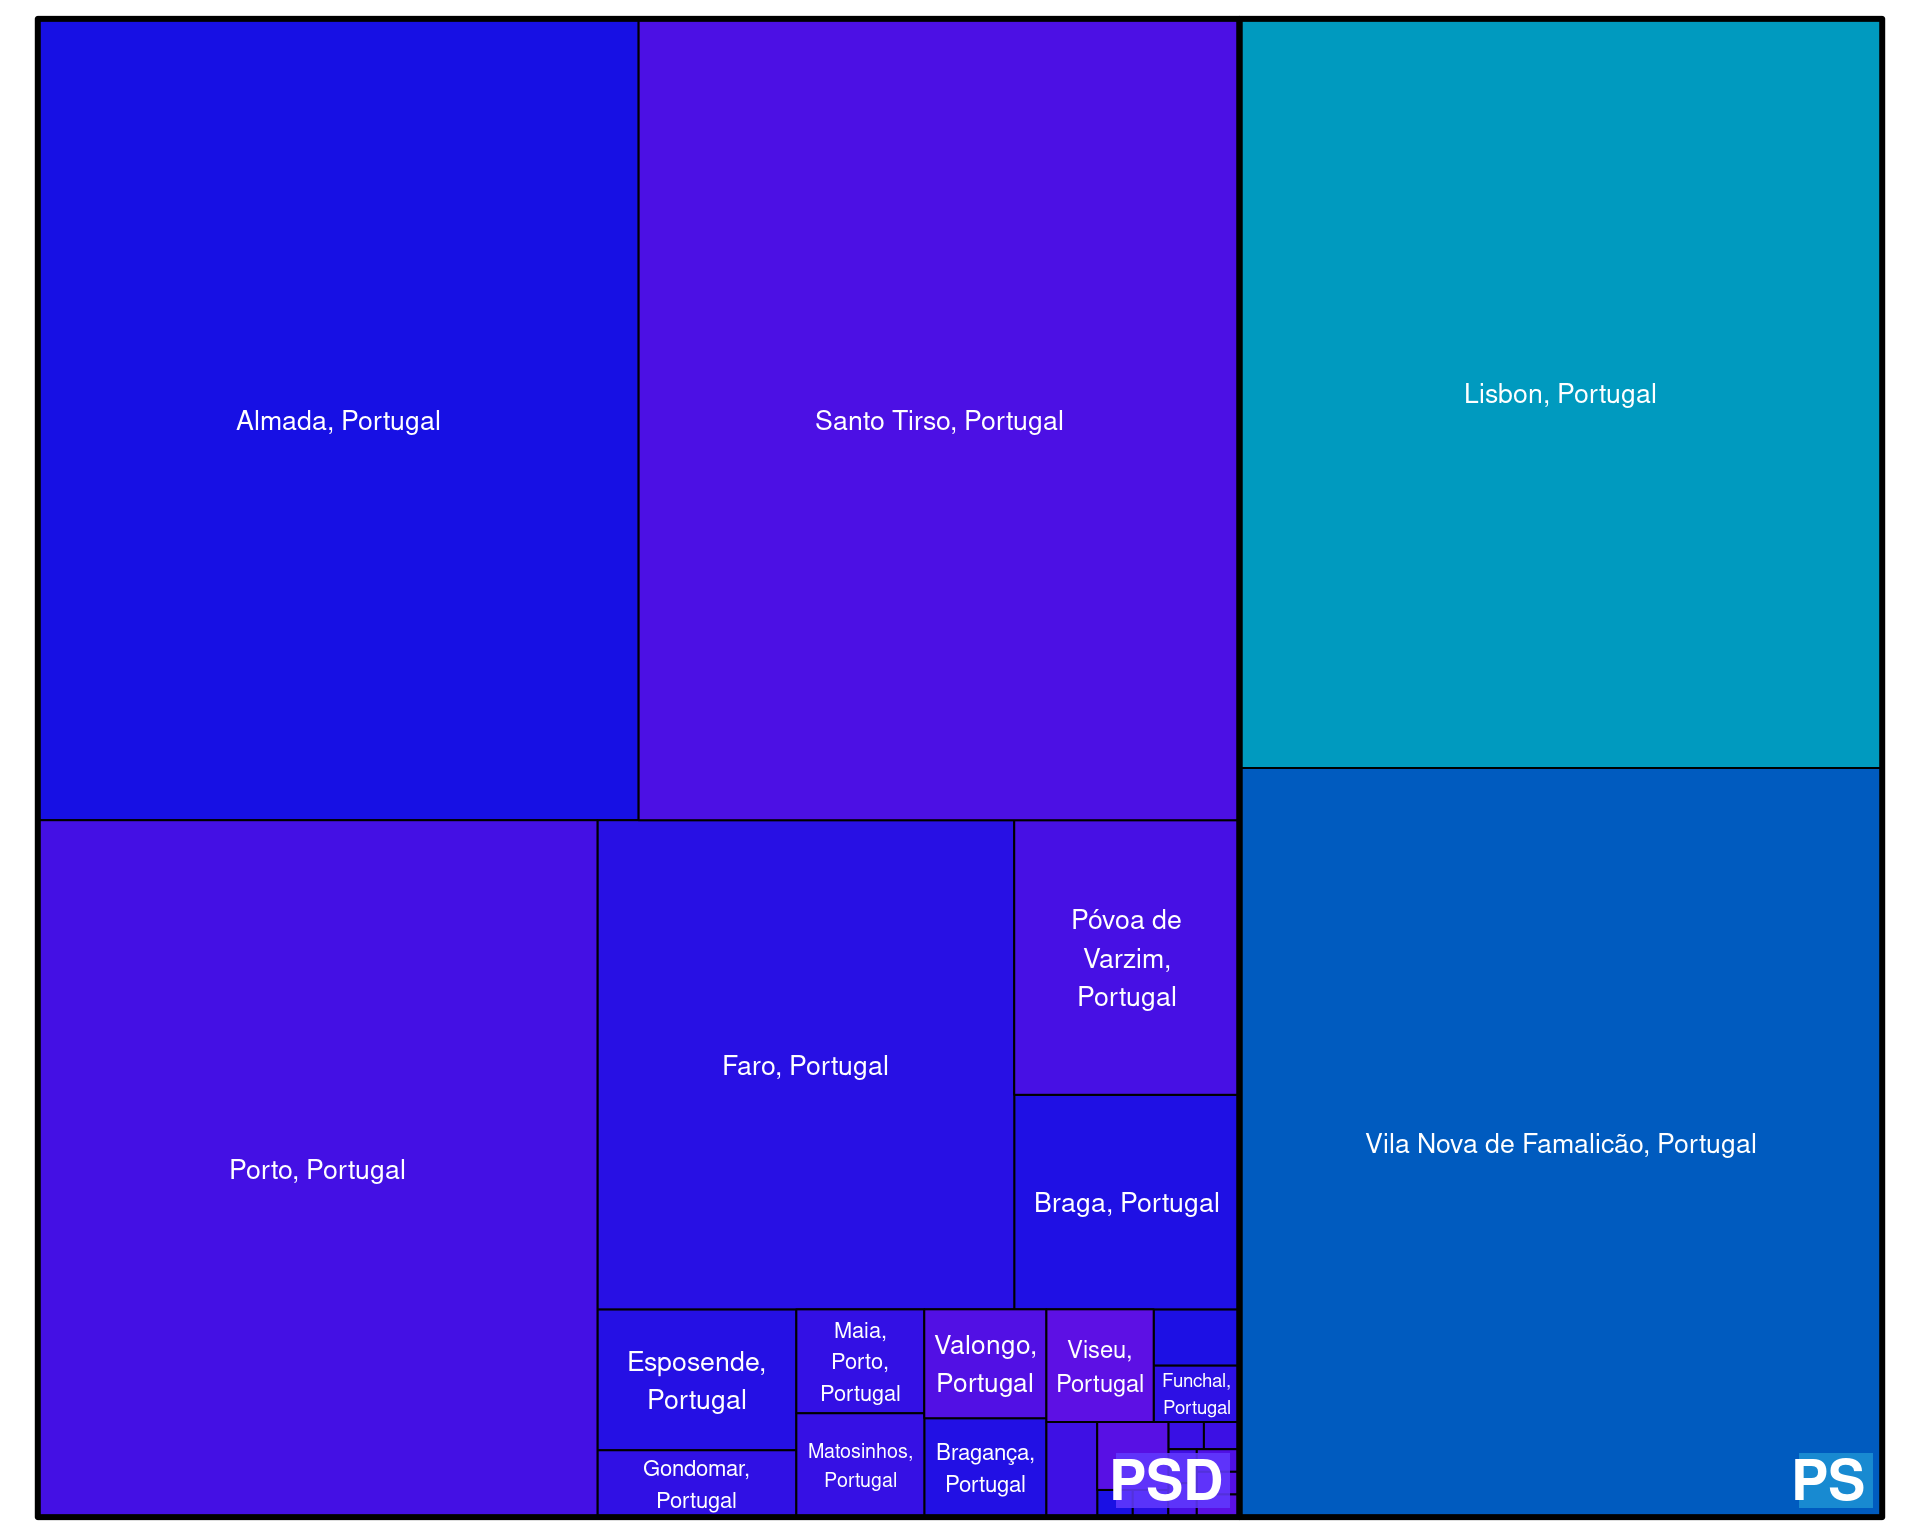 Almada, Portugal
Santo Tirso, Portugal
Lisbon, Portugal
Porto, Portugal
Faro, Portugal
Póvoa de
Varzim,
Portugal
Braga, Portugal
Vila Nova de Famalicão, Portugal
Esposende,
Portugal
Gondomar,
Portugal
Maia,
Porto,
Portugal
Matosinhos,
Portugal
Valongo,
Portugal
Bragança,
Portugal
Viseu,
Portugal
Funchal,
Portugal
PSD
PS